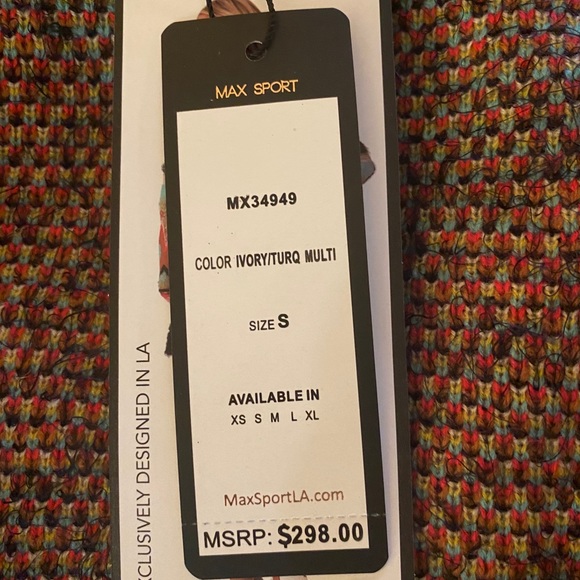 MAX SPORT
MX34949
COLOR IVORY/TURQ MULTI
SIZE S
AVAILABLE IN
XS S M L XL
MaxSportLA.com
MSRP: $298.00
XCLUSIVELY DESIGNED IN LA